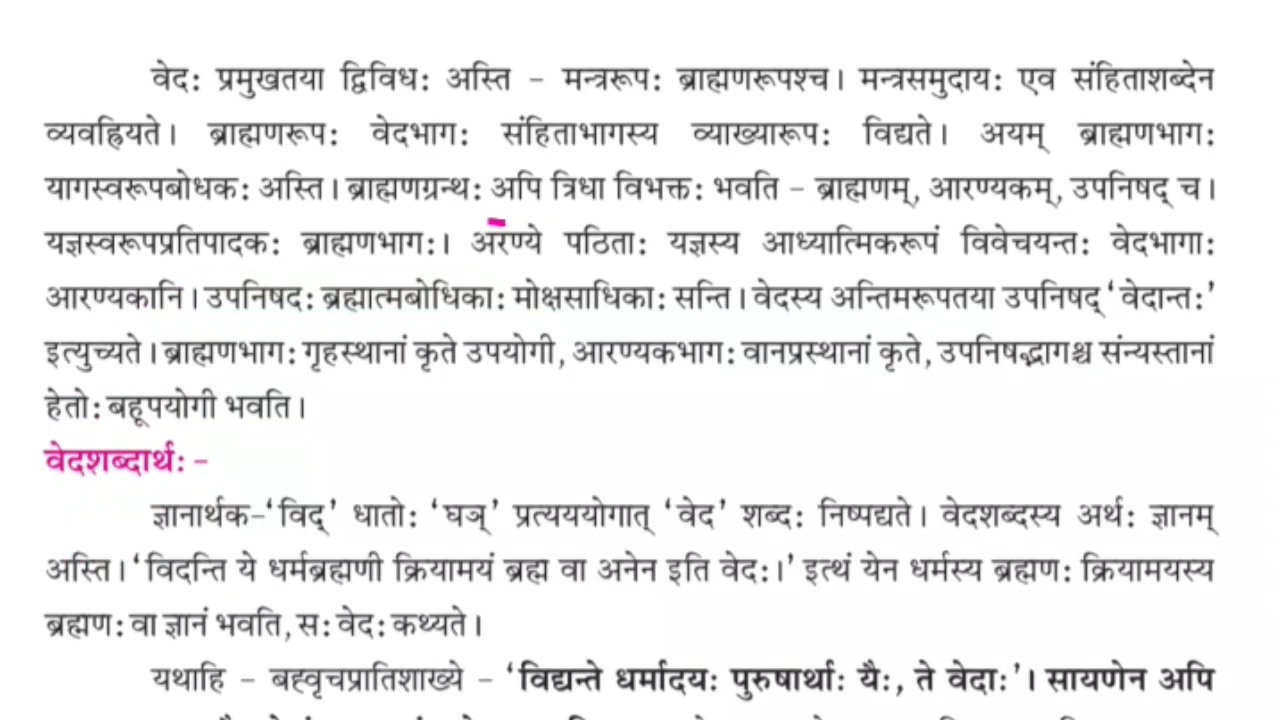 वेदः प्रमुखतया द्विविधः अस्ति - मन्त्ररूपः ब्राह्मणरूपश्च। मन्त्रसमुदायः एव संहिताशब्देन
व्यवह्रियते। ब्राह्मणरूपः वेदभागः संहिताभागस्य व्याख्यारूपः विद्यते। अयम् ब्राह्मणभागः
यागस्वरूपबोधकः अस्ति। ब्राह्मणग्रन्थः अपि त्रिधा विभक्तः भवति - ब्राह्मणम्, आरण्यकम्, उपनिषद् च।
यज्ञस्वरूपप्रतिपादकः ब्राह्मणभागः। अरण्ये पठिताः यज्ञस्य आध्यात्मिकरूपं विवेचयन्तः वेदभागाः
आरण्यकानि। उपनिषदः ब्रह्मात्मबोधिकाः मोक्षसाधिकाः सन्ति। वेदस्य अन्तिमरूपतया उपनिषद् ‘वेदान्तः’
इत्युच्यते। ब्राह्मणभागः गृहस्थानां कृते उपयोगी, आरण्यकभागः वानप्रस्थानां कृते, उपनिषद्भागश्च संन्यस्तानां
हेतोः बहूपयोगी भवति।
वेदशब्दार्थः -
ज्ञानार्थक-‘विद्’ धातोः ‘घञ्’ प्रत्यययोगात् ‘वेद’ शब्दः निष्पद्यते। वेदशब्दस्य अर्थः ज्ञानम्
अस्ति। ‘विदन्ति ये धर्मब्रह्मणी क्रियामयं ब्रह्म वा अनेन इति वेदः।’ इत्थं येन धर्मस्य ब्रह्मणः क्रियामयस्य
ब्रह्मणः वा ज्ञानं भवति, सः वेदः कथ्यते।
यथाहि - बह्वृचप्रातिशाख्ये - ‘विद्यन्ते धर्मादयः पुरुषार्थाः यैः, ते वेदाः’। सायणेन अपि